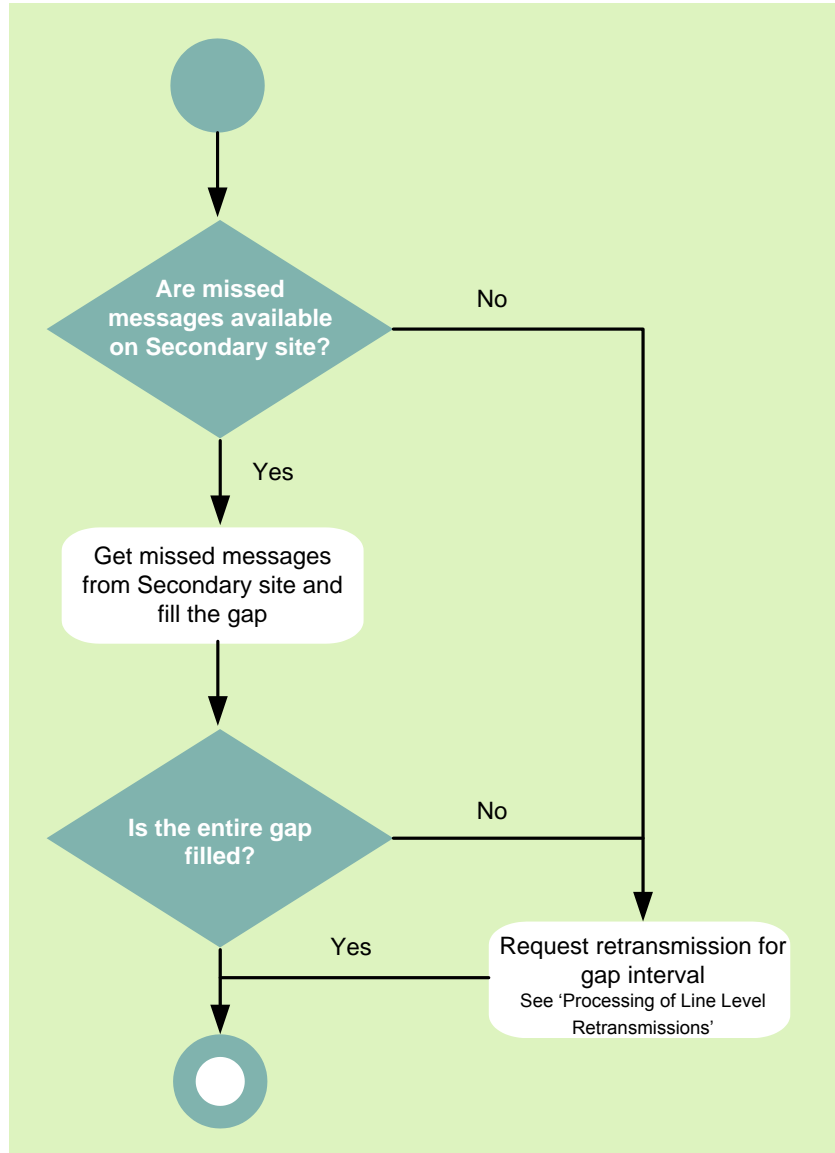 Are missed
messages available
on Secondary site?
No
Yes
Get missed messages
from Secondary site and
fill the gap
Is the entire gap
filled?
No
Yes
Request retransmission for
gap interval
See ‘Processing of Line Level
Retransmissions’